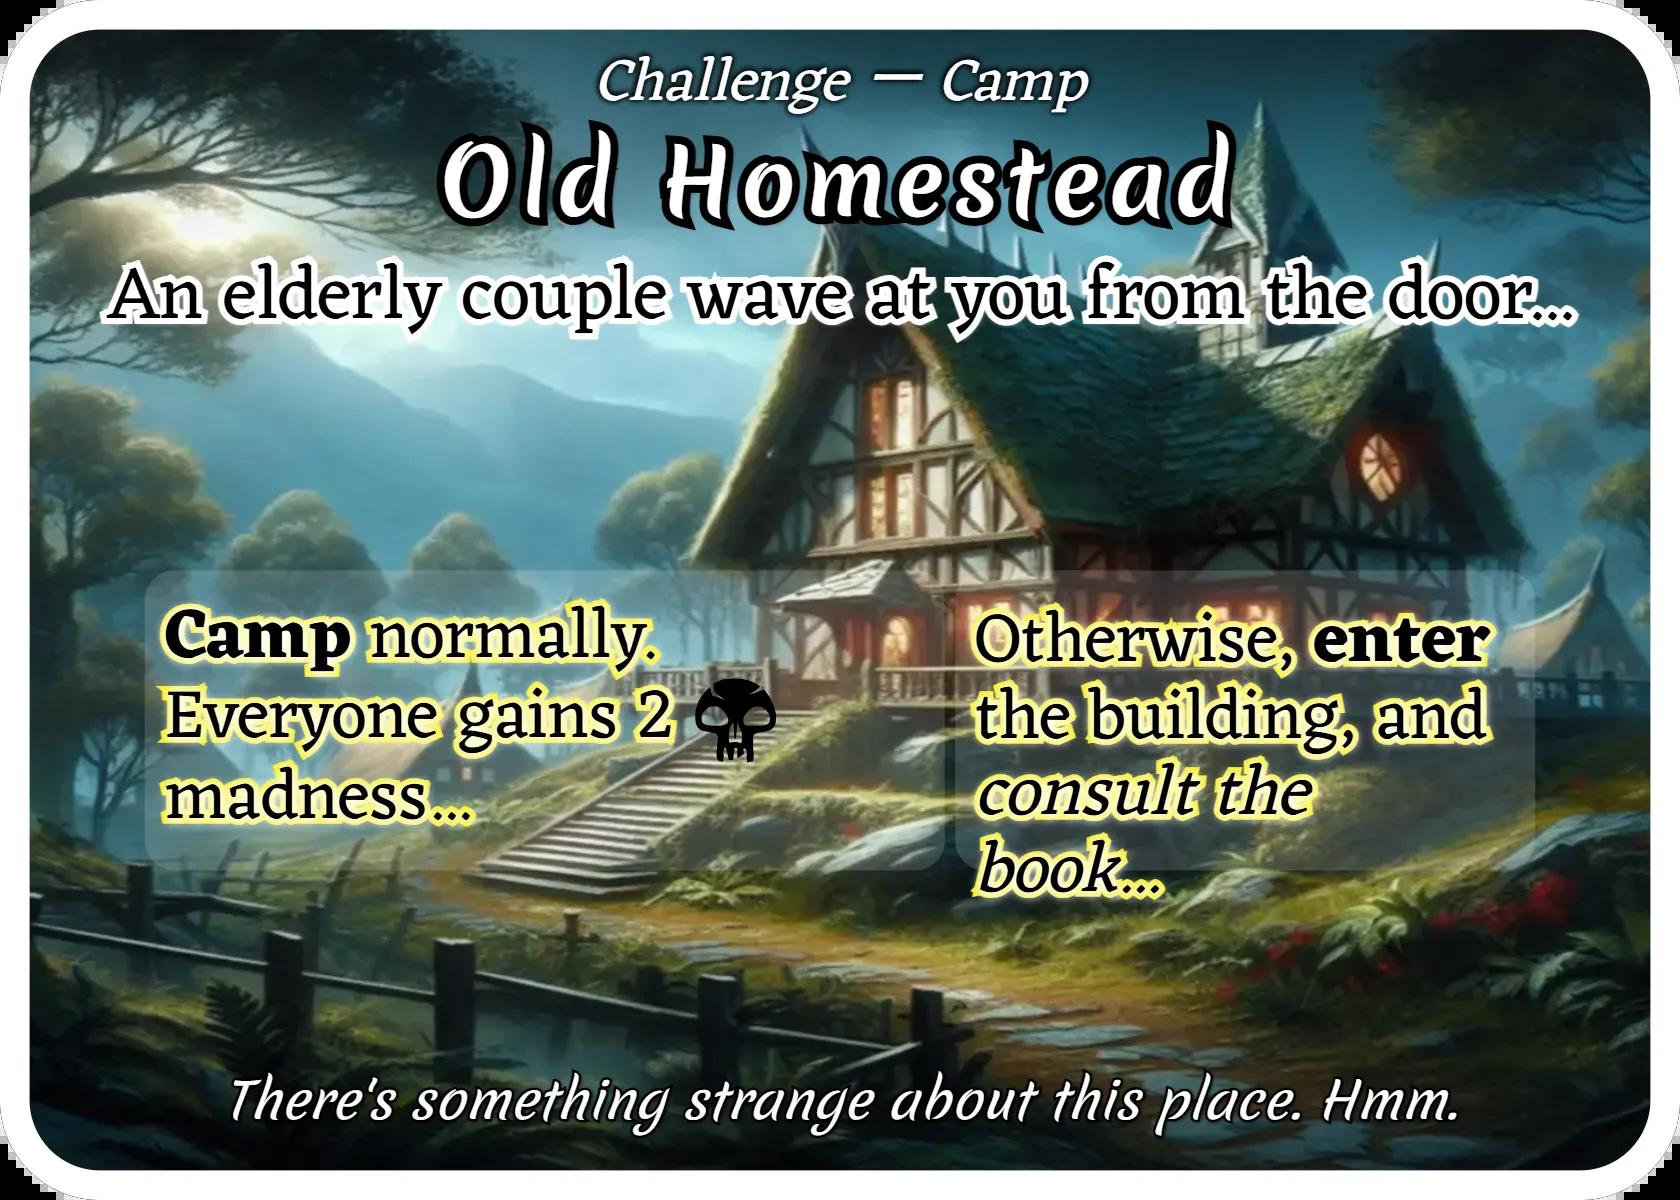 Challenge — Camp
Old Homestead
An elderly couple wave at you from the door...
Camp normally.
Everyone gains 2
madness...
Otherwise, enter
the building, and
consult the
book...
There's something strange about this place. Hmm.